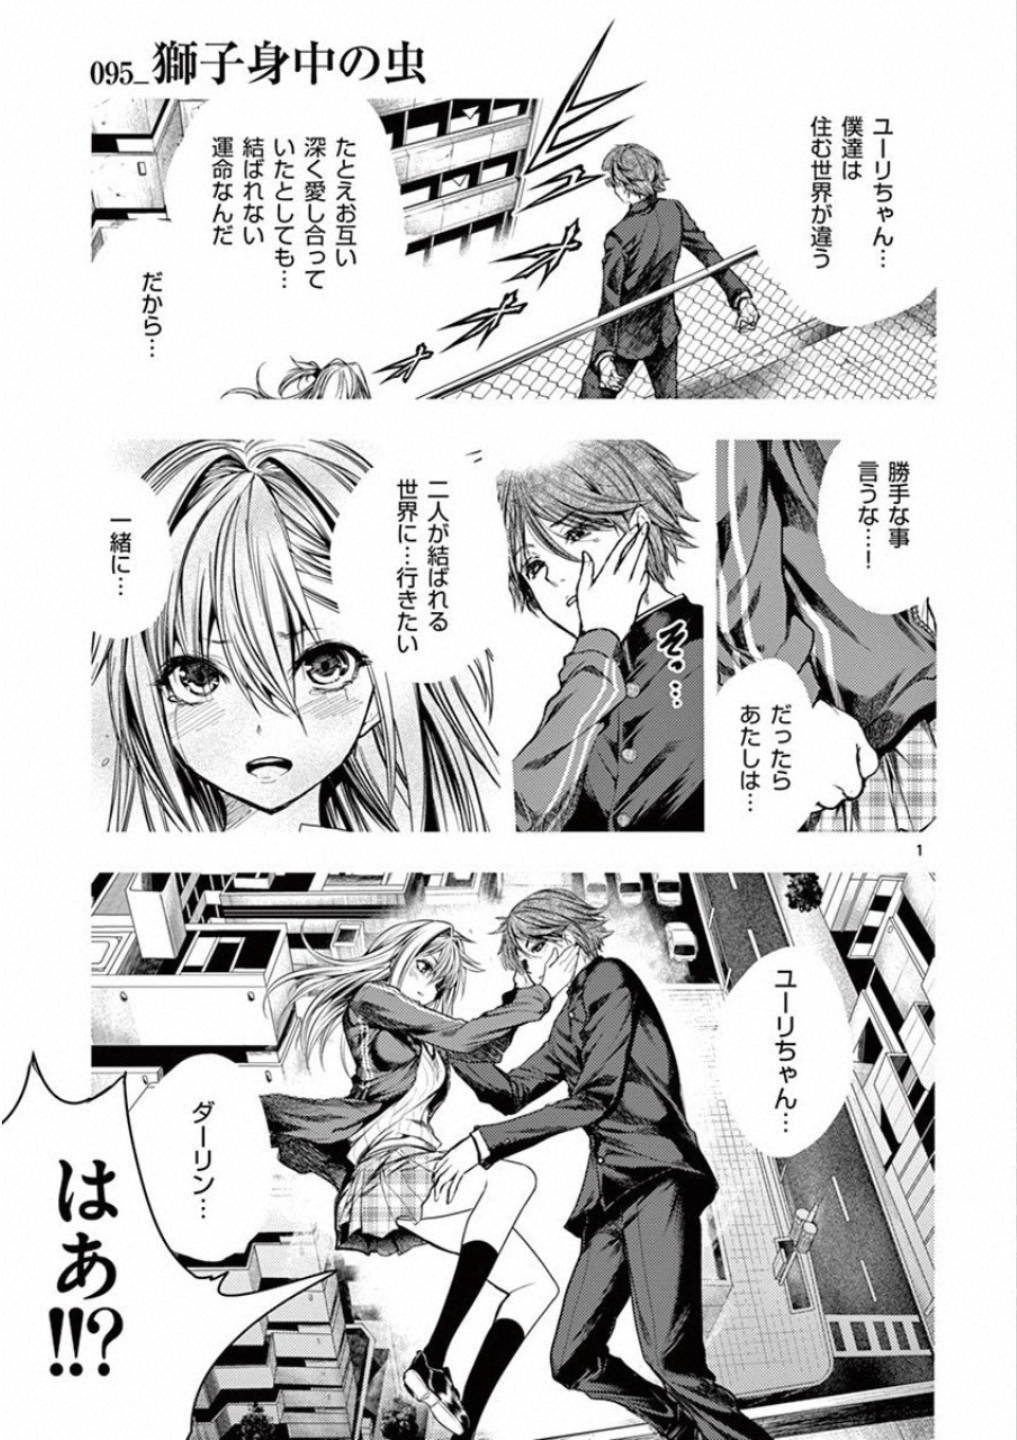 095_獅子身中の虫
ユーリちゃん…
僕達は
住む世界が違う
たとえお互い
深く愛し合って
いたとしても…
結ばれない
運命なんだ
だから…
勝手な事
言うな…！
だったら
あたしは…
そっ…
二人が結ばれる
世界に…行きたい
一緒に…
1
ユーリちゃん…
ダーリン…
はあ!!?